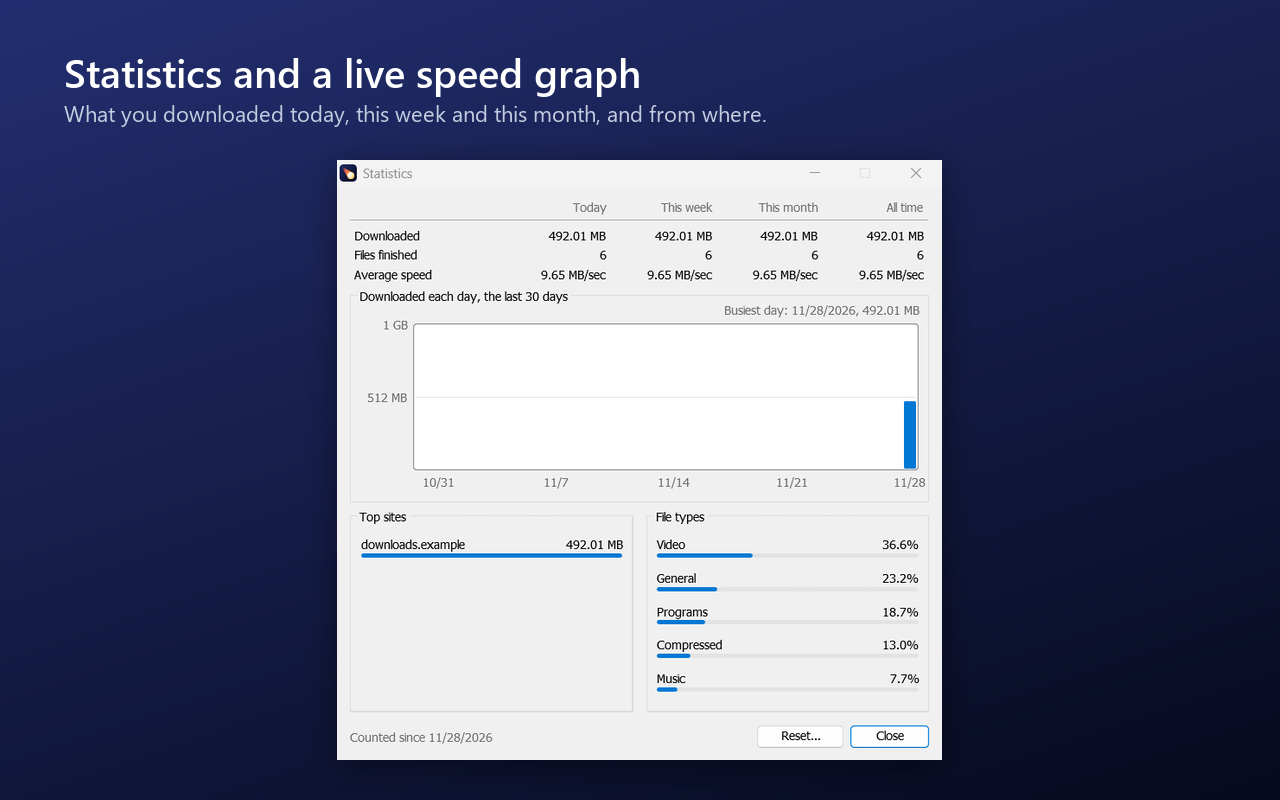 Statistics and a live speed graph
What you downloaded today, this week and this month, and from where.
Statistics
Today This week This month All time
Downloaded 492.01 MB 492.01 MB 492.01 MB 492.01 MB
Files finished 6 6 6 6
Average speed 9.65 MB/sec 9.65 MB/sec 9.65 MB/sec 9.65 MB/sec
Downloaded each day, the last 30 days
Busiest day: 11/28/2026, 492.01 MB
1 GB
512 MB
10/31 11/7 11/14 11/21 11/28
Top sites
downloads.example 492.01 MB
File types
Video 36.6%
General 23.2%
Programs 18.7%
Compressed 13.0%
Music 7.7%
Counted since 11/28/2026
Reset... Close